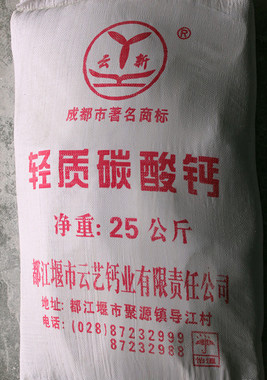 云新
®
成都市著名商标
轻质碳酸钙
净重: 25公斤
都江堰市云艺钙业有限责任公司
地址: 都江堰市聚源镇导江村
电话: (028)87232999
87232988